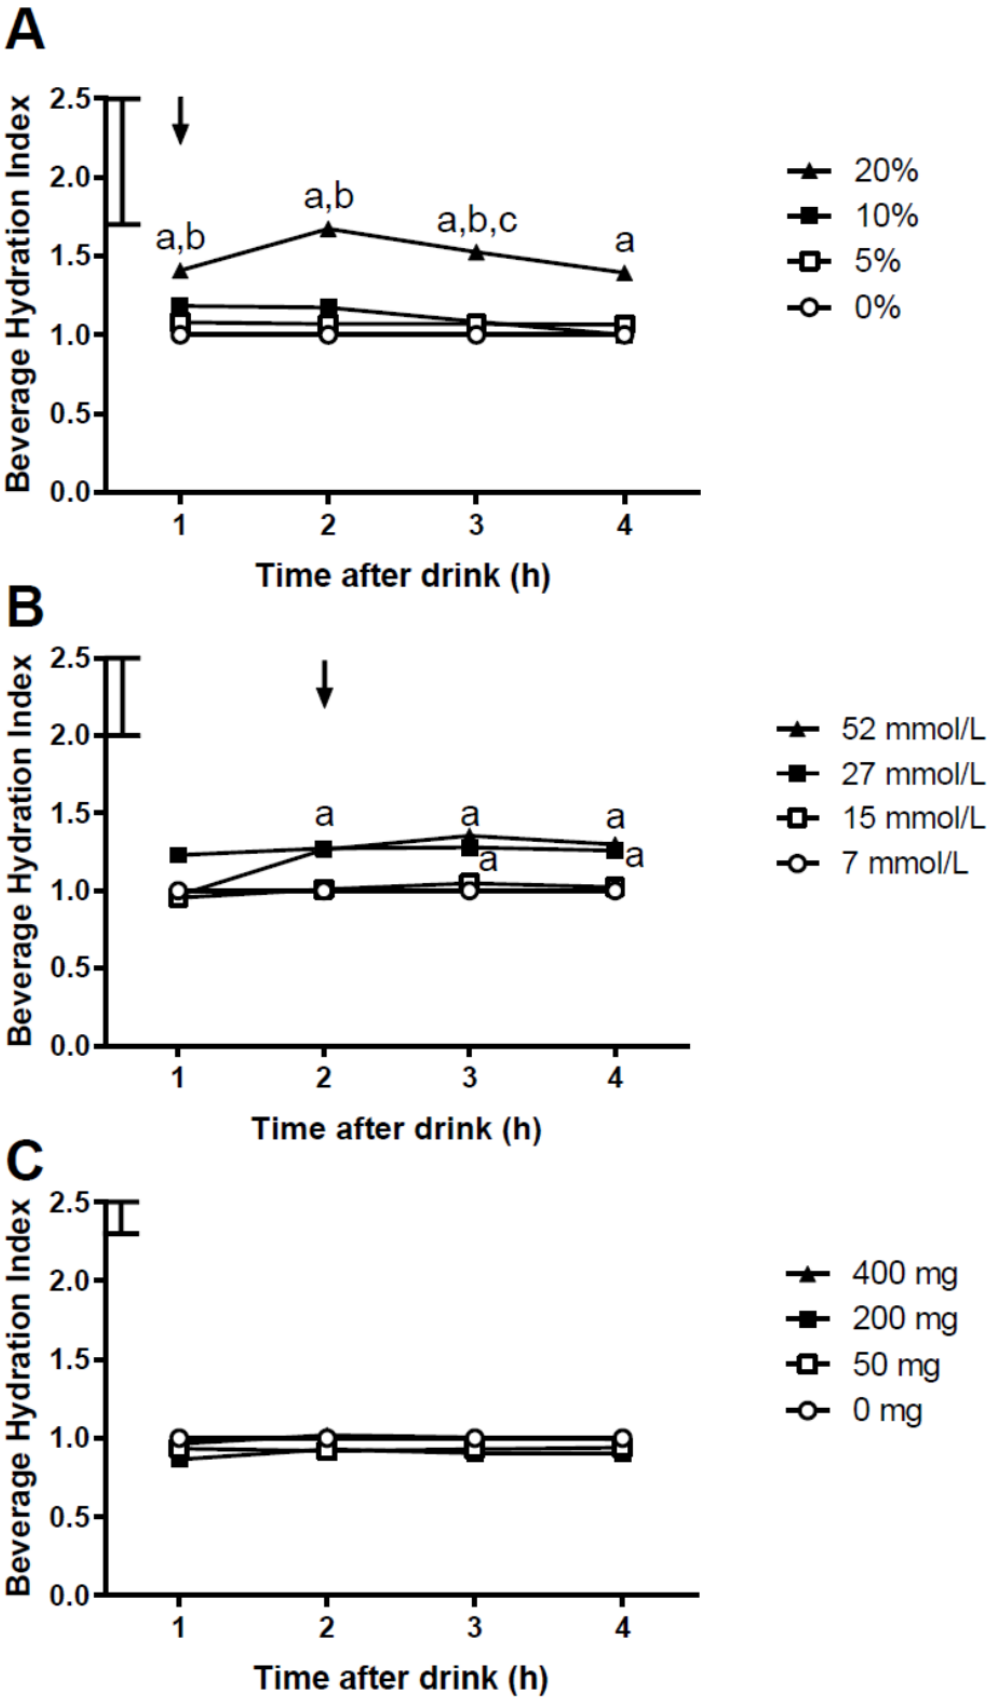 A
Beverage Hydration Index
2.5
2.0
1.5
1.0
0.5
0.0
a,b
a,b
a,b,c
a
1 2 3 4
Time after drink (h)
20%
10%
5%
0%
B
Beverage Hydration Index
2.5
2.0
1.5
1.0
0.5
0.0
a
a
a
a
a
1 2 3 4
Time after drink (h)
52 mmol/L
27 mmol/L
15 mmol/L
7 mmol/L
C
Beverage Hydration Index
2.5
2.0
1.5
1.0
0.5
0.0
1 2 3 4
Time after drink (h)
400 mg
200 mg
50 mg
0 mg